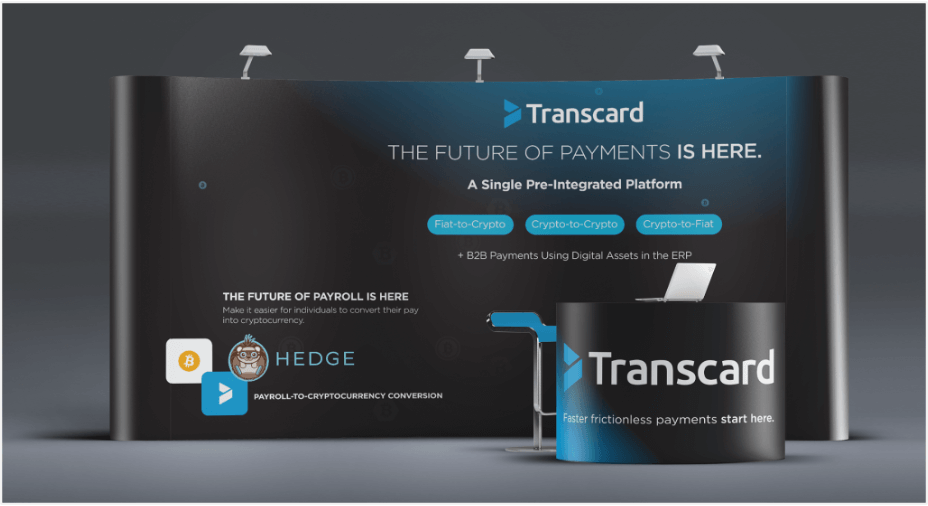 Transcard
THE FUTURE OF PAYMENTS IS HERE.
A Single Pre-Integrated Platform
Fiat-to-Crypto Crypto-to-Crypto Crypto-to-Fiat
+ B2B Payments Using Digital Assets in the ERP
THE FUTURE OF PAYROLL IS HERE
Make it easier for individuals to convert their pay
into cryptocurrency.
HEDGE
PAYROLL-TO-CRYPTOCURRENCY CONVERSION
Transcard
Faster frictionless payments start here.